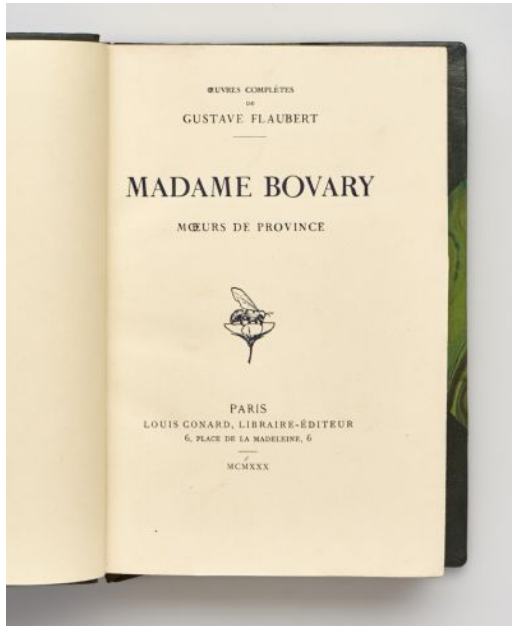 ŒUVRES COMPLÈTES
DE
GUSTAVE FLAUBERT
MADAME BOVARY
MŒURS DE PROVINCE
PARIS
LOUIS CONARD, LIBRAIRE-ÉDITEUR
6, PLACE DE LA MADELEINE, 6
MCMXXX